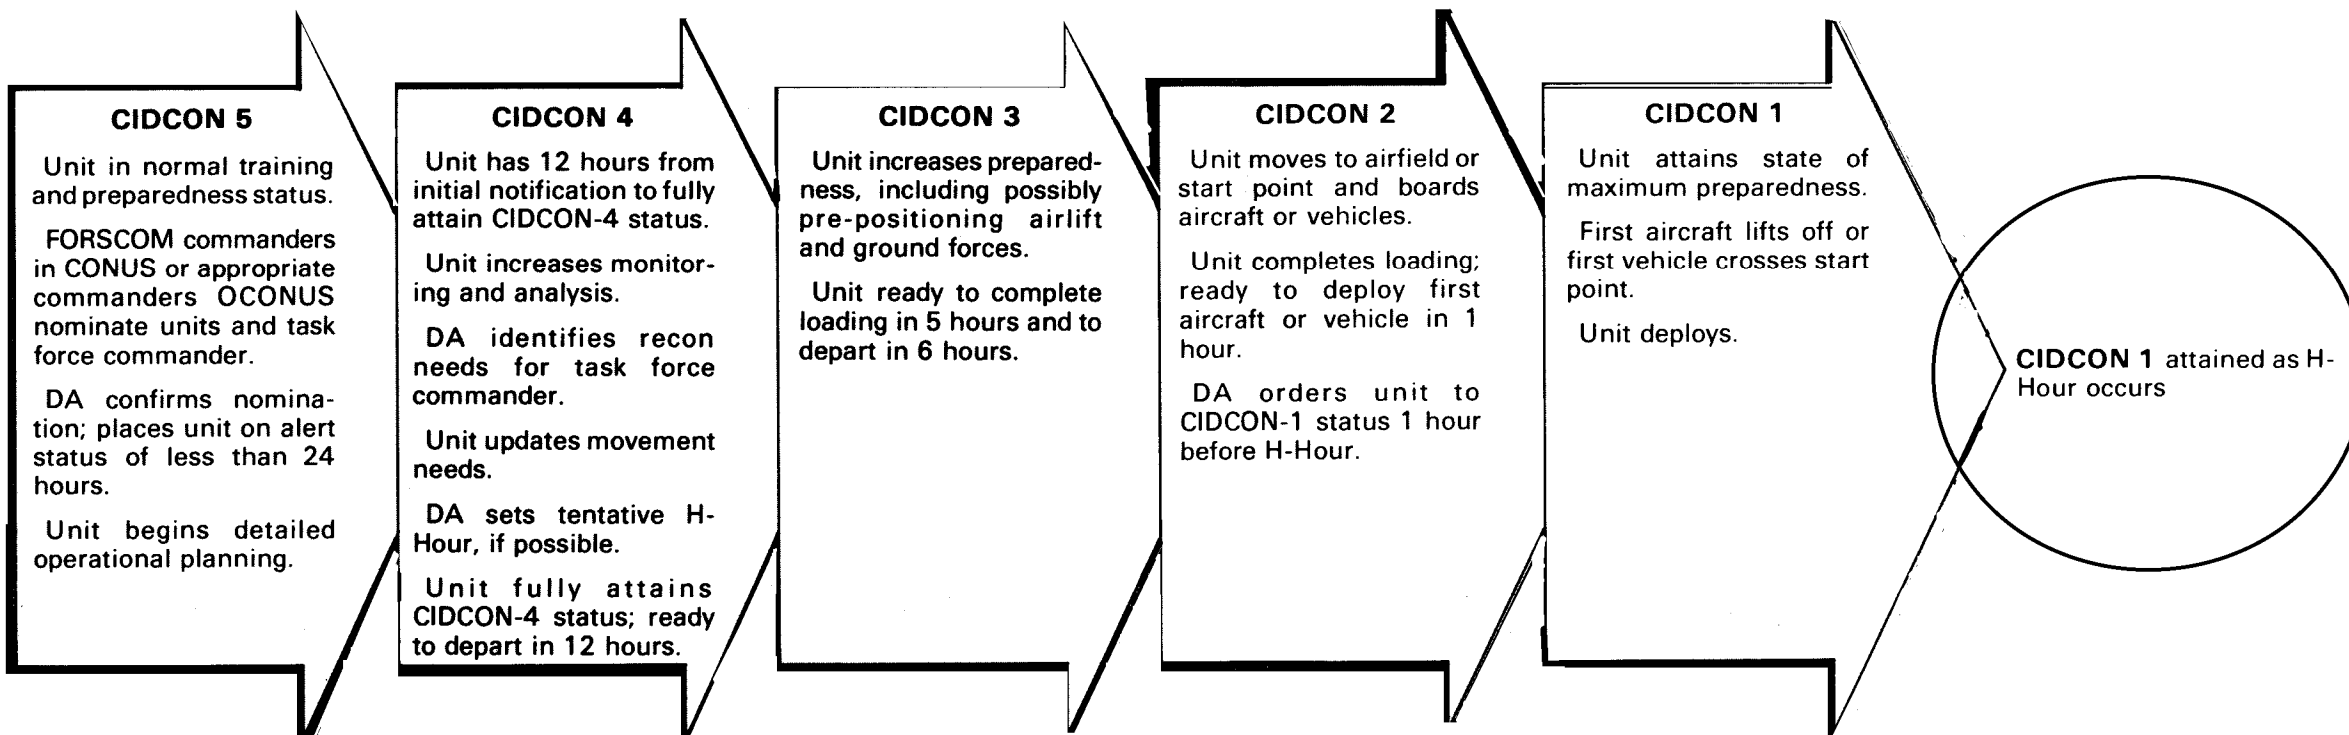 CIDCON 5
Unit in normal training
and preparedness status.
FORSCOM commanders
in CONUS or appropriate
commanders OCONUS
nominate units and task
force commander.
DA confirms nomina-
tion; places unit on alert
status of less than 24
hours.
Unit begins detailed
operational planning.
CIDCON 4
Unit has 12 hours from
initial notification to fully
attain CIDCON-4 status.
Unit increases monitor-
ing and analysis.
DA identifies recon
needs for task force
commander.
Unit updates movement
needs.
DA sets tentative H-
Hour, if possible.
Unit fully attains
CIDCON-4 status; ready
to depart in 12 hours.
CIDCON 3
Unit increases prepared-
ness, including possibly
pre-positioning airlift
and ground forces.
Unit ready to complete
loading in 5 hours and to
depart in 6 hours.
CIDCON 2
Unit moves to airfield or
start point and boards
aircraft or vehicles.
Unit completes loading;
ready to deploy first
aircraft or vehicle in 1
hour.
DA orders unit to
CIDCON-1 status 1 hour
before H-Hour.
CIDCON 1
Unit attains state of
maximum preparedness.
First aircraft lifts off or
first vehicle crosses start
point.
Unit deploys.
CIDCON 1 attained as H-
Hour occurs